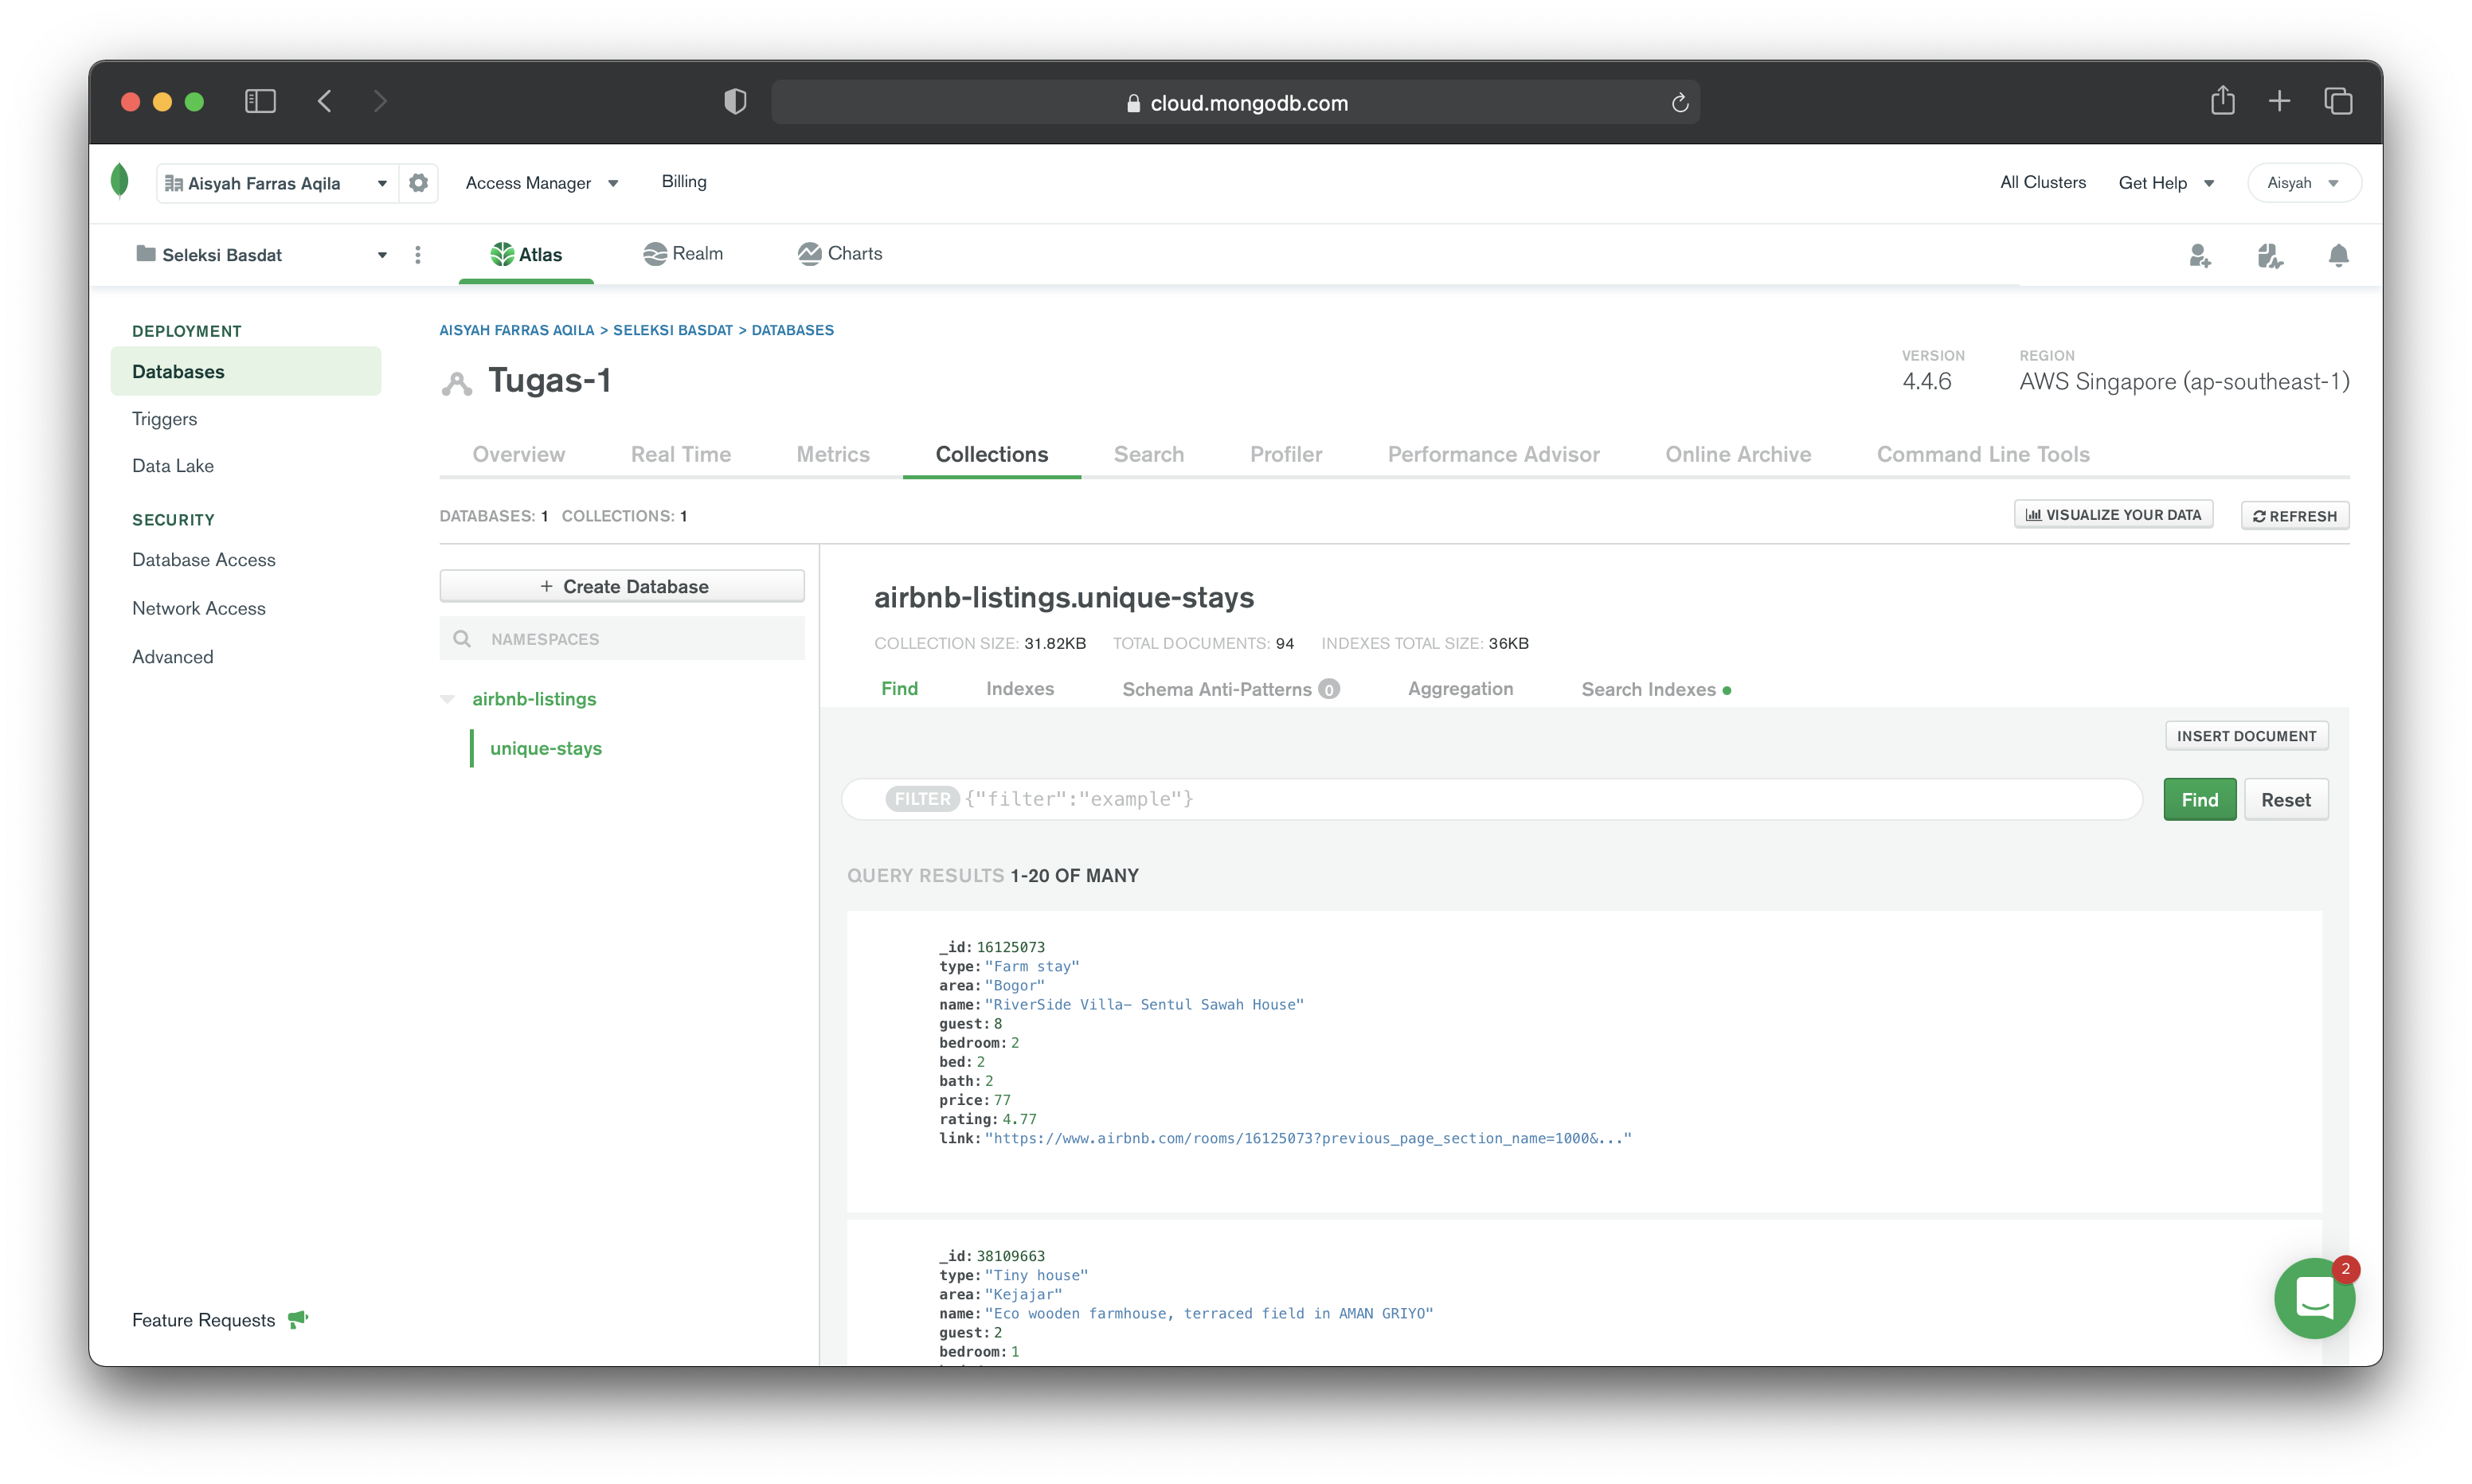 cloud.mongodb.com
Aisyah Farras Aqila
Access Manager
Billing
All Clusters
Get Help
Aisyah
Seleksi Basdat
Atlas
Realm
Charts
DEPLOYMENT
Databases
Triggers
Data Lake
SECURITY
Database Access
Network Access
Advanced
Feature Requests
AISYAH FARRAS AQILA > SELEKSI BASDAT > DATABASES
Tugas-1
VERSION
4.4.6
REGION
AWS Singapore (ap-southeast-1)
Overview
Real Time
Metrics
Collections
Search
Profiler
Performance Advisor
Online Archive
Command Line Tools
DATABASES: 1 COLLECTIONS: 1
VISUALIZE YOUR DATA
REFRESH
+ Create Database
NAMESPACES
airbnb-listings
unique-stays
airbnb-listings.unique-stays
COLLECTION SIZE: 31.82KB TOTAL DOCUMENTS: 94 INDEXES TOTAL SIZE: 36KB
Find
Indexes
Schema Anti-Patterns 0
Aggregation
Search Indexes
INSERT DOCUMENT
FILTER {"filter":"example"}
Find
Reset
QUERY RESULTS 1-20 OF MANY
_id: 16125073
type: "Farm stay"
area: "Bogor"
name: "RiverSide Villa- Sentul Sawah House"
guest: 8
bedroom: 2
bed: 2
bath: 2
price: 77
rating: 4.77
link: "https://www.airbnb.com/rooms/16125073?previous_page_section_name=1000&..."
_id: 38109663
type: "Tiny house"
area: "Kejajar"
name: "Eco wooden farmhouse, terraced field in AMAN GRIYO"
guest: 2
bedroom: 1
2